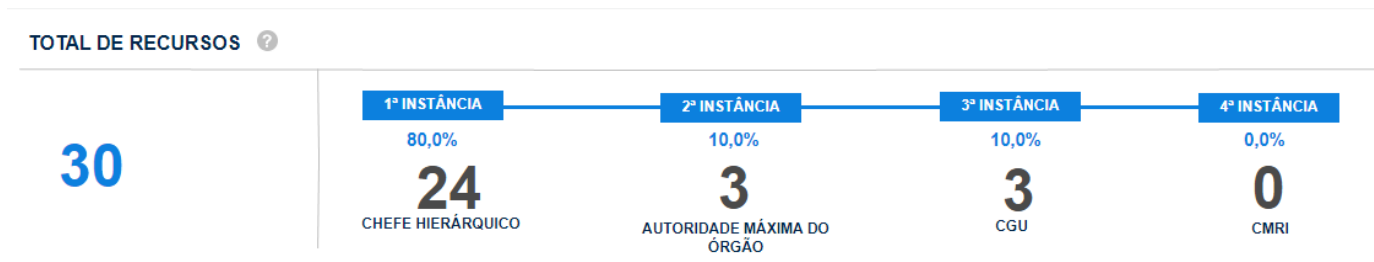 TOTAL DE RECURSOS ?
30
1ª INSTÂNCIA
80,0%
24
CHEFE HIERÁRQUICO
2ª INSTÂNCIA
10,0%
3
AUTORIDADE MÁXIMA DO
ÓRGÃO
3ª INSTÂNCIA
10,0%
3
CGU
4ª INSTÂNCIA
0,0%
0
CMRI